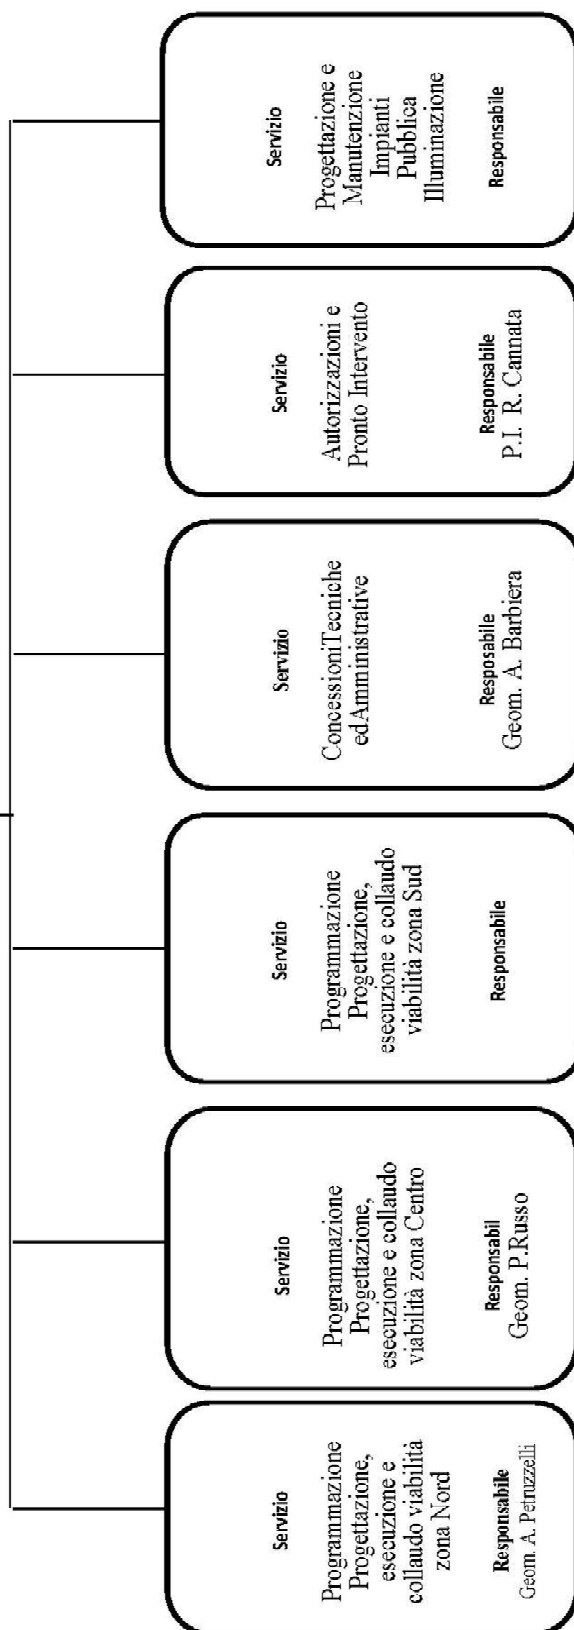 Servizio
Programmazione
Progettazione,
esecuzione e
collaudo viabilità
zona Nord
Responsabile
Geom. A. Petruzzelli
Servizio
Programmazione
Progettazione,
esecuzione e collaudo
viabilità zona Centro
Responsabil
Geom. P.Russo
Servizio
Programmazione
Progettazione,
esecuzione e collaudo
viabilità zona Sud
Responsabile
Servizio
ConcessioniTecniche
edAmministrative
Resposabile
Geom. A. Barbiera
Servizio
Autorizzazioni e
Pronto Intervento
Responsabile
P.I. R. Cannata
Servizio
Progettazione e
Manutenzione
Impianti
Pubblica
Illuminazione
Responsabile